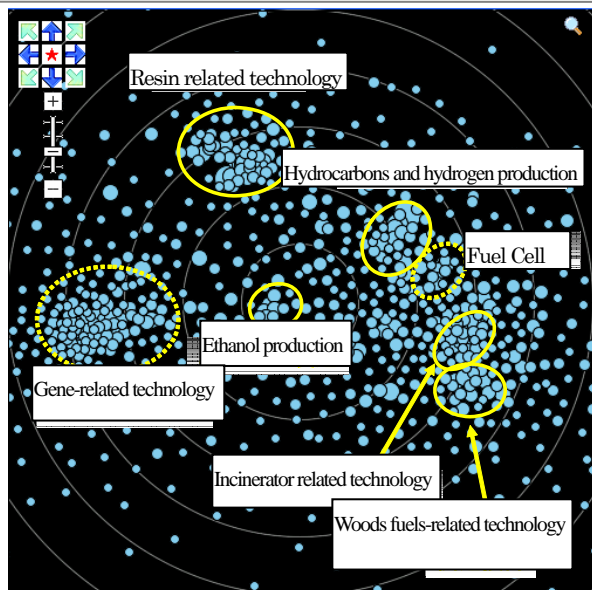 Resin related technology
Hydrocarbons and hydrogen production
Fuel Cell
Ethanol production
Gene-related technology
Incinerator related technology
Woods fuels-related technology